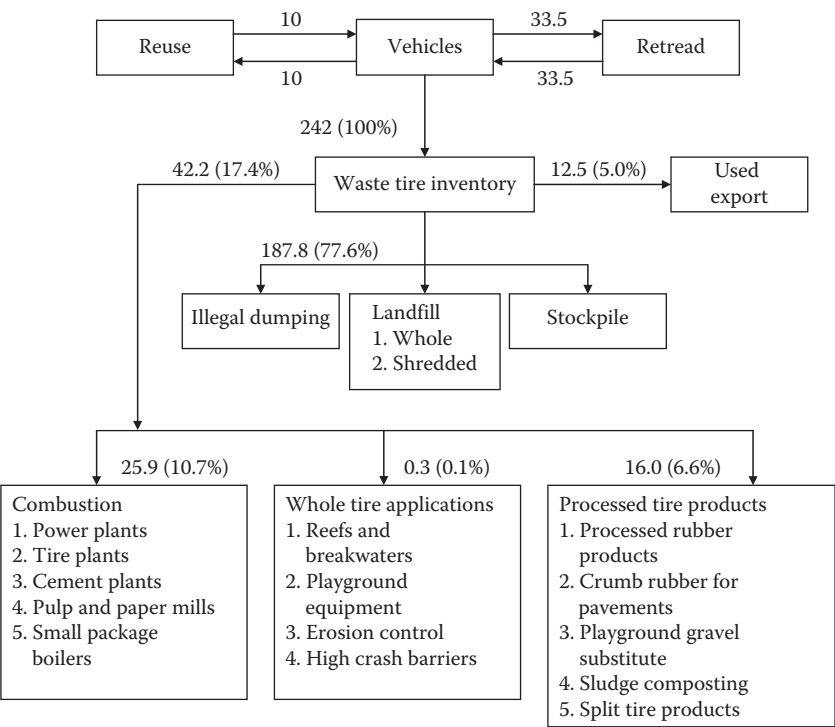 10
33.5
Reuse
Vehicles
Retread
10
33.5
242 (100%)
42.2 (17.4%)
Waste tire inventory
12.5 (5.0%)
Used
export
187.8 (77.6%)
Illegal dumping
Landfill
1. Whole
2. Shredded
Stockpile
25.9 (10.7%)
0.3 (0.1%)
16.0 (6.6%)
Combustion
1. Power plants
2. Tire plants
3. Cement plants
4. Pulp and paper mills
5. Small package
boilers
Whole tire applications
1. Reefs and
breakwaters
2. Playground
equipment
3. Erosion control
4. High crash barriers
Processed tire products
1. Processed rubber
products
2. Crumb rubber for
pavements
3. Playground gravel
substitute
4. Sludge composting
5. Split tire products